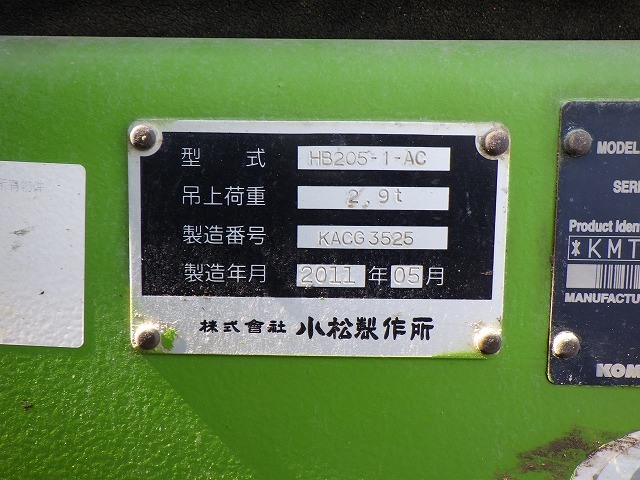 型 式 HB205-1-AC
吊上荷重 2.9t
製造番号 KACG3525
製造年月 2011年05月
株式會社 小松製作所
MODEL
SERI
Product Iden
*KMT
MANUFACTU
KOM